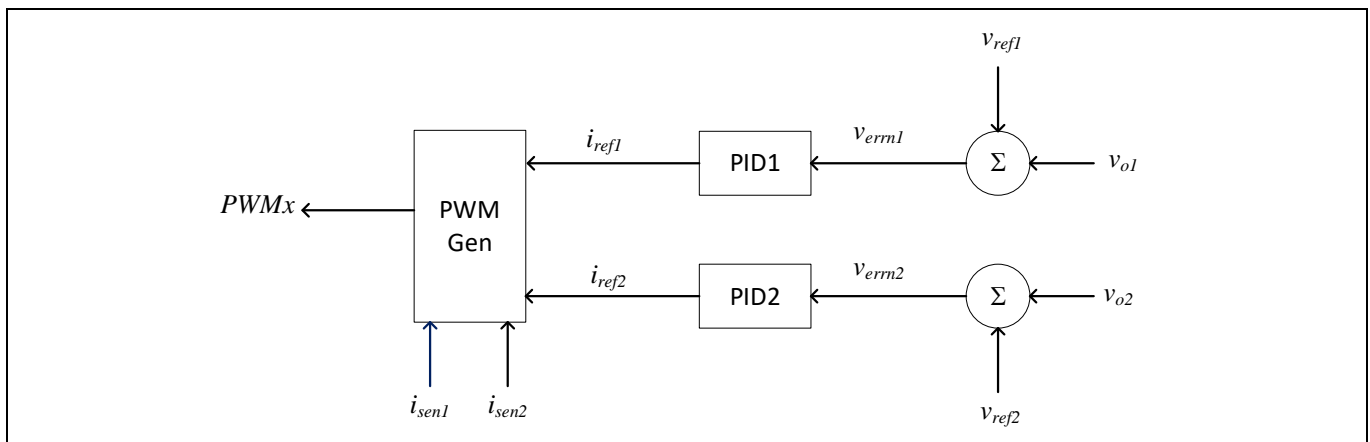 v_ref1
i_ref1
PID1
v_errn1
Σ
v_o1
PWMx
PWM
Gen
i_ref2
PID2
v_errn2
Σ
v_o2
i_sen1
i_sen2
v_ref2